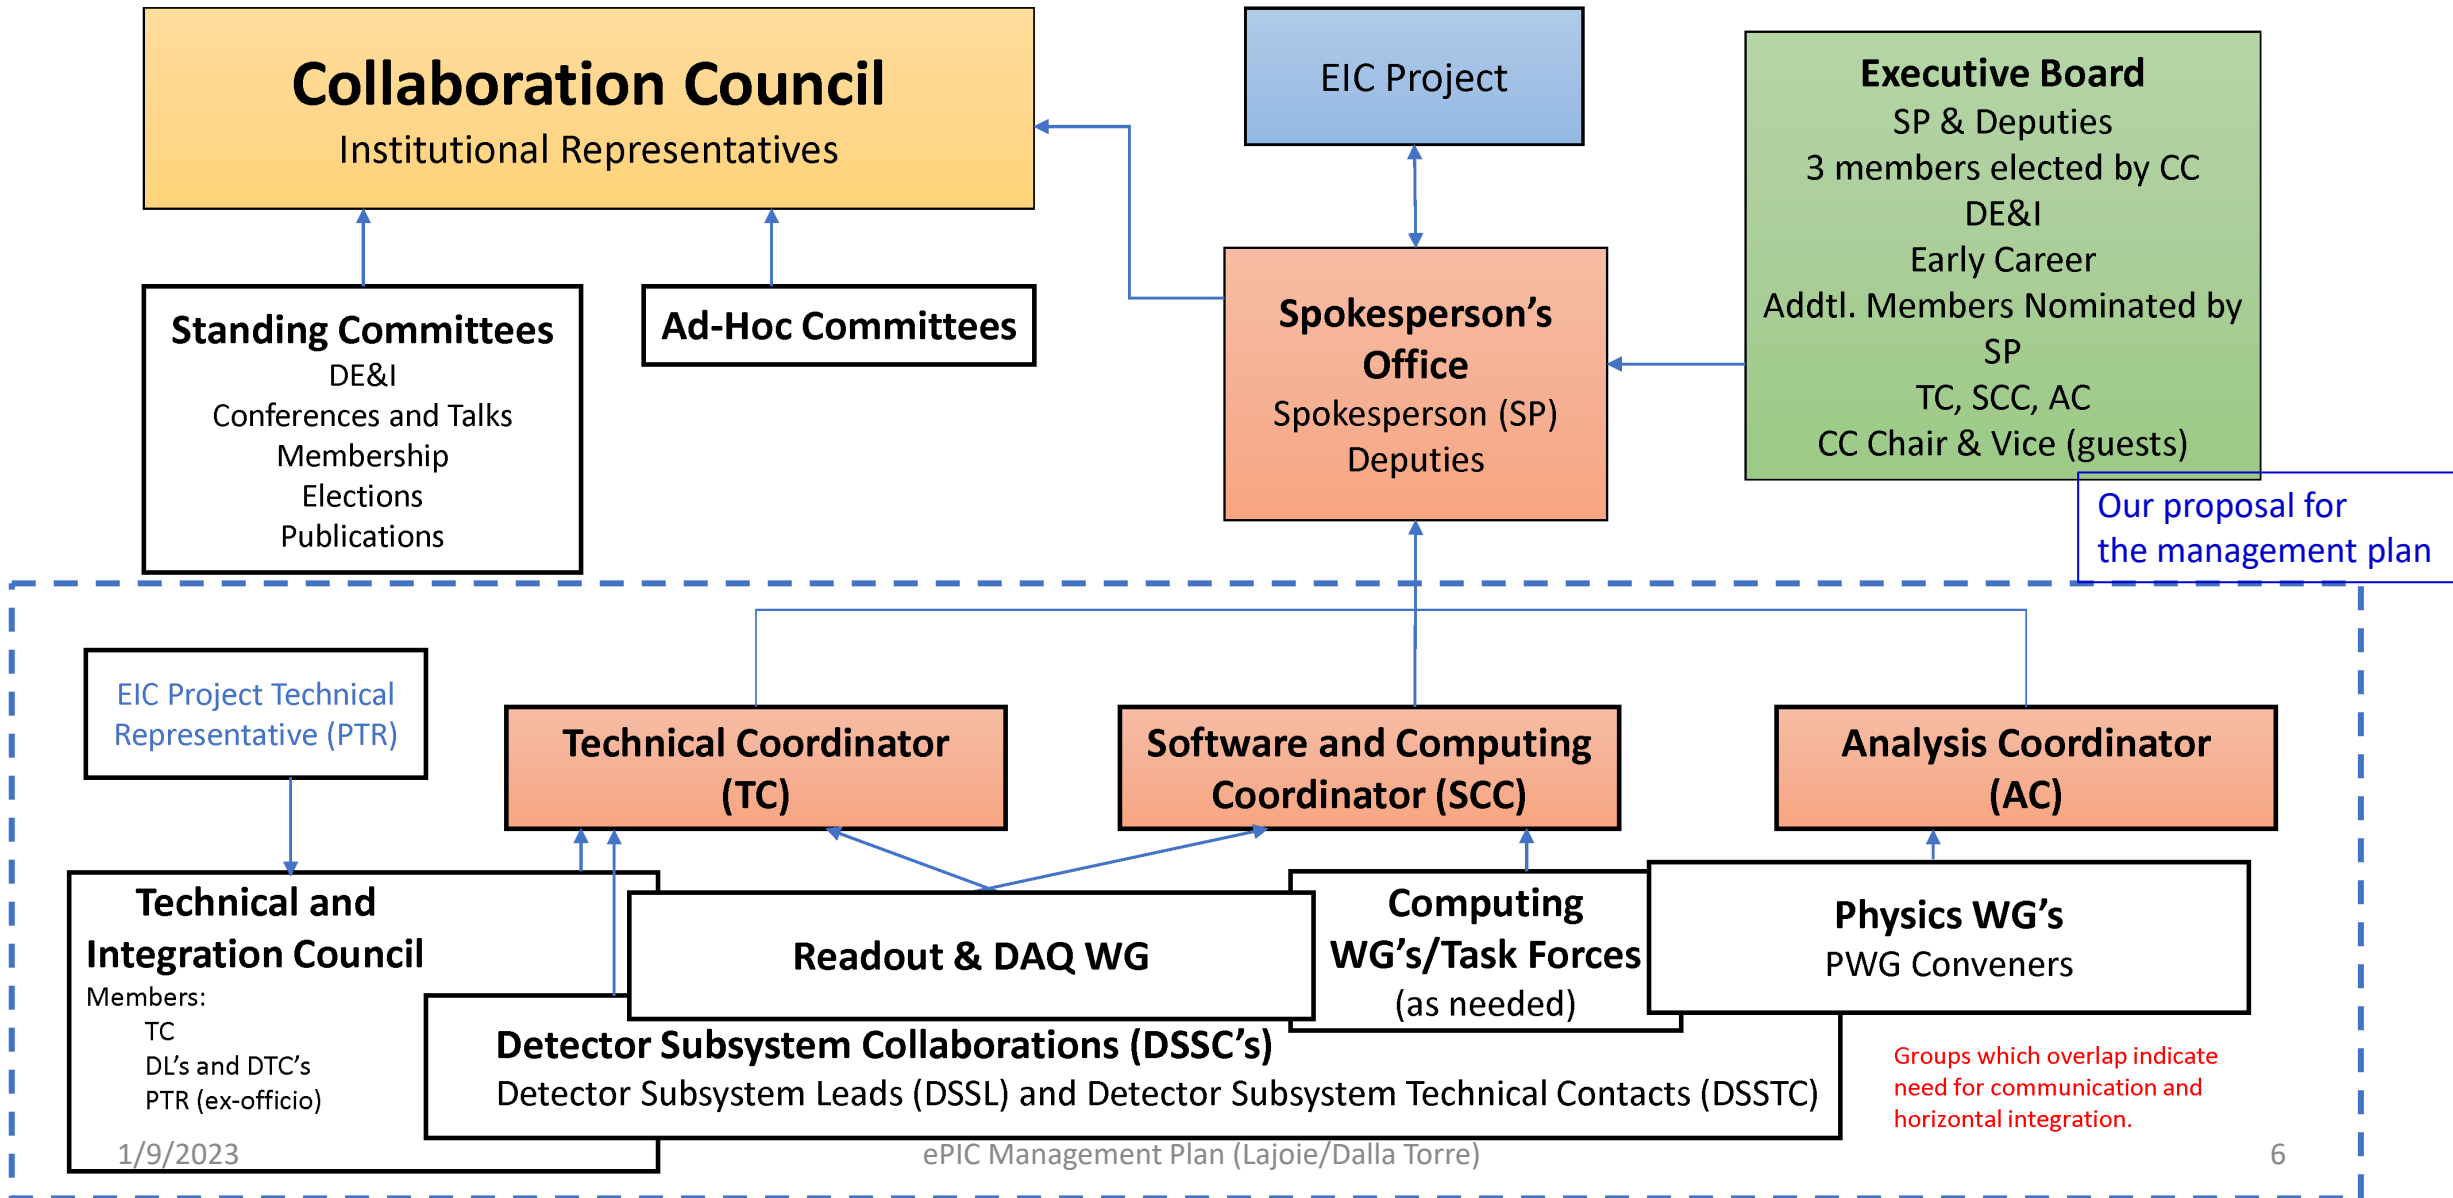 Collaboration Council
Institutional Representatives
EIC Project
Executive Board
SP & Deputies
3 members elected by CC
DE&I
Early Career
Addtl. Members Nominated by
SP
TC, SCC, AC
CC Chair & Vice (guests)
Standing Committees
DE&I
Conferences and Talks
Membership
Elections
Publications
Ad-Hoc Committees
Spokesperson's
Office
Spokesperson (SP)
Deputies
Our proposal for
the management plan
EIC Project Technical
Representative (PTR)
Technical Coordinator
(TC)
Software and Computing
Coordinator (SCC)
Analysis Coordinator
(AC)
Technical and
Integration Council
Members:
TC
DL's and DTC's
PTR (ex-officio)
Readout & DAQ WG
Computing
WG's/Task Forces
(as needed)
Physics WG's
PWG Conveners
Detector Subsystem Collaborations (DSSC's)
Detector Subsystem Leads (DSSL) and Detector Subsystem Technical Contacts (DSSTC)
Groups which overlap indicate
need for communication and
horizontal integration.
1/9/2023
ePIC Management Plan (Lajoie/Dalla Torre)
6